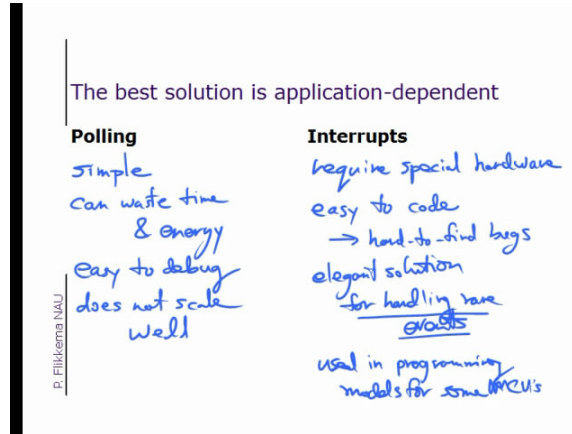 The best solution is application-dependent
Polling
simple
can waste time
& energy
easy to debug
does not scale
well
Interrupts
require special hardware
easy to code
→ hard-to-find bugs
elegant solution
for handling rare
events
used in programming
models for some MCU's
P. Flikkema NAU